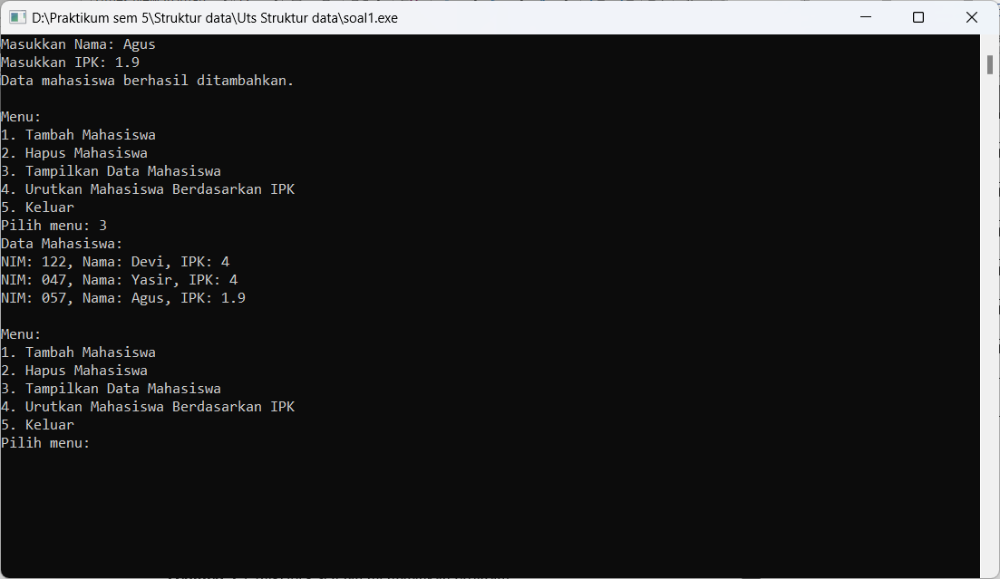 D:\Praktikum sem 5\Struktur data\Uts Struktur data\soal1.exe
Masukkan Nama: Agus
Masukkan IPK: 1.9
Data mahasiswa berhasil ditambahkan.
Menu:
1. Tambah Mahasiswa
2. Hapus Mahasiswa
3. Tampilkan Data Mahasiswa
4. Urutkan Mahasiswa Berdasarkan IPK
5. Keluar
Pilih menu: 3
Data Mahasiswa:
NIM: 122, Nama: Devi, IPK: 4
NIM: 047, Nama: Yasir, IPK: 4
NIM: 057, Nama: Agus, IPK: 1.9
Menu:
1. Tambah Mahasiswa
2. Hapus Mahasiswa
3. Tampilkan Data Mahasiswa
4. Urutkan Mahasiswa Berdasarkan IPK
5. Keluar
Pilih menu: